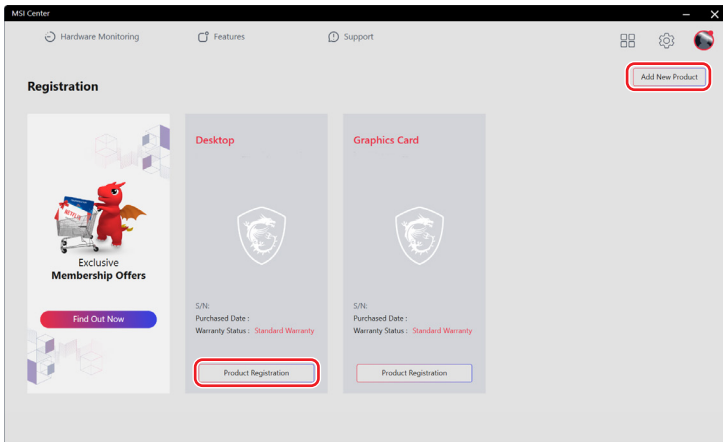 MSI Center
Hardware Monitoring
Features
Support
Registration
Add New Product
NETFLIX
Exclusive
Membership Offers
Find Out Now
Desktop
S/N:
Purchased Date :
Warranty Status : Standard Warranty
Product Registration
Graphics Card
S/N:
Purchased Date :
Warranty Status : Standard Warranty
Product Registration